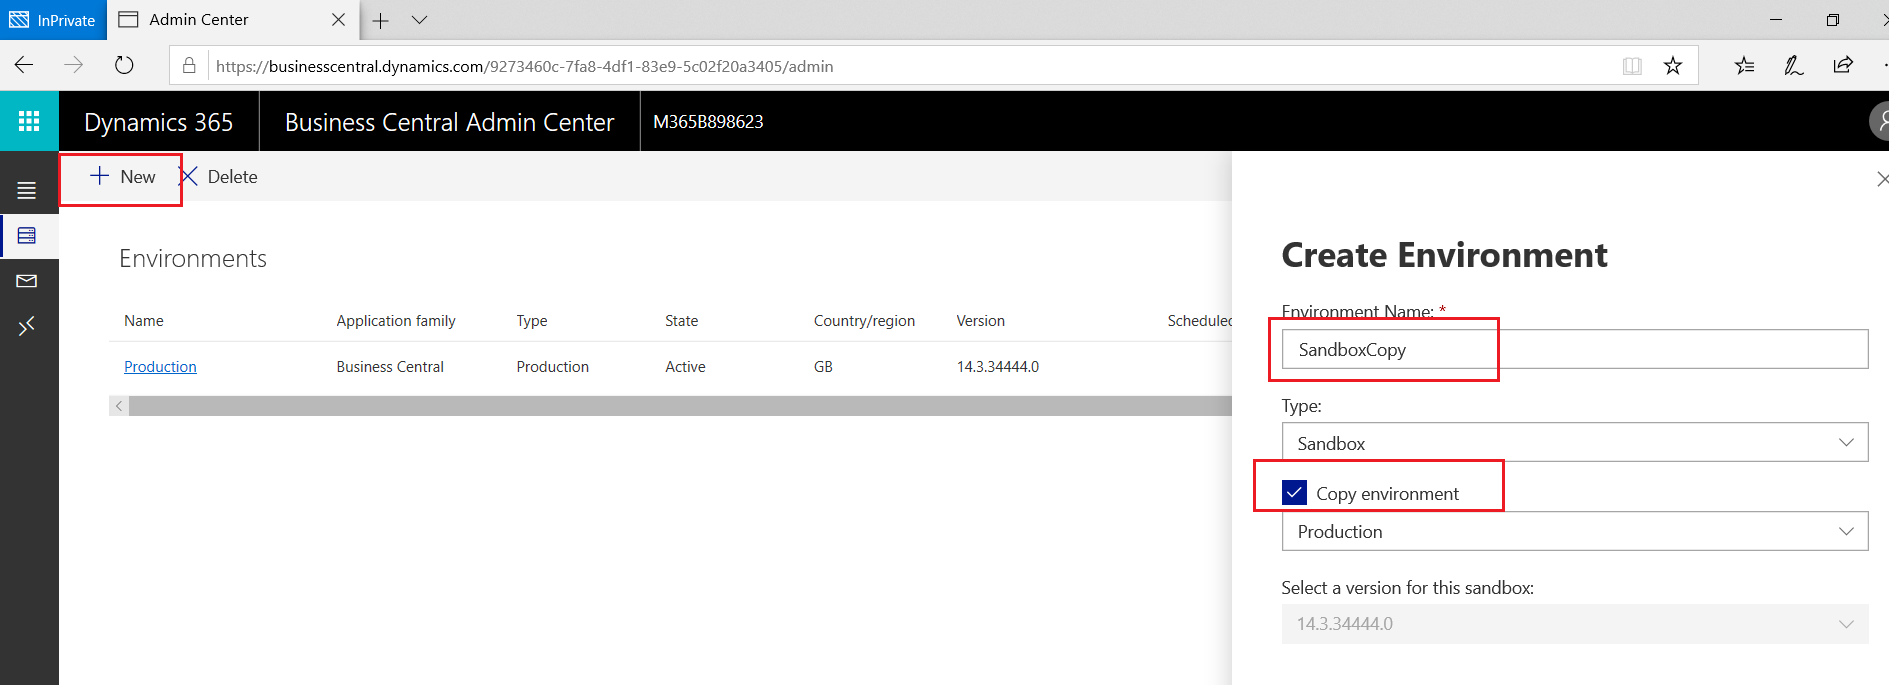 InPrivate
Admin Center
https://businesscentral.dynamics.com/9273460c-7fa8-4df1-83e9-5c02f20a3405/admin
Dynamics 365
Business Central Admin Center
M365B898623
New
Delete
Environments
Name Application family Type State Country/region Version Scheduled
Production Business Central Production Active GB 14.3.34444.0
Create Environment
Environment Name: *
SandboxCopy
Type:
Sandbox
Copy environment
Production
Select a version for this sandbox:
14.3.34444.0